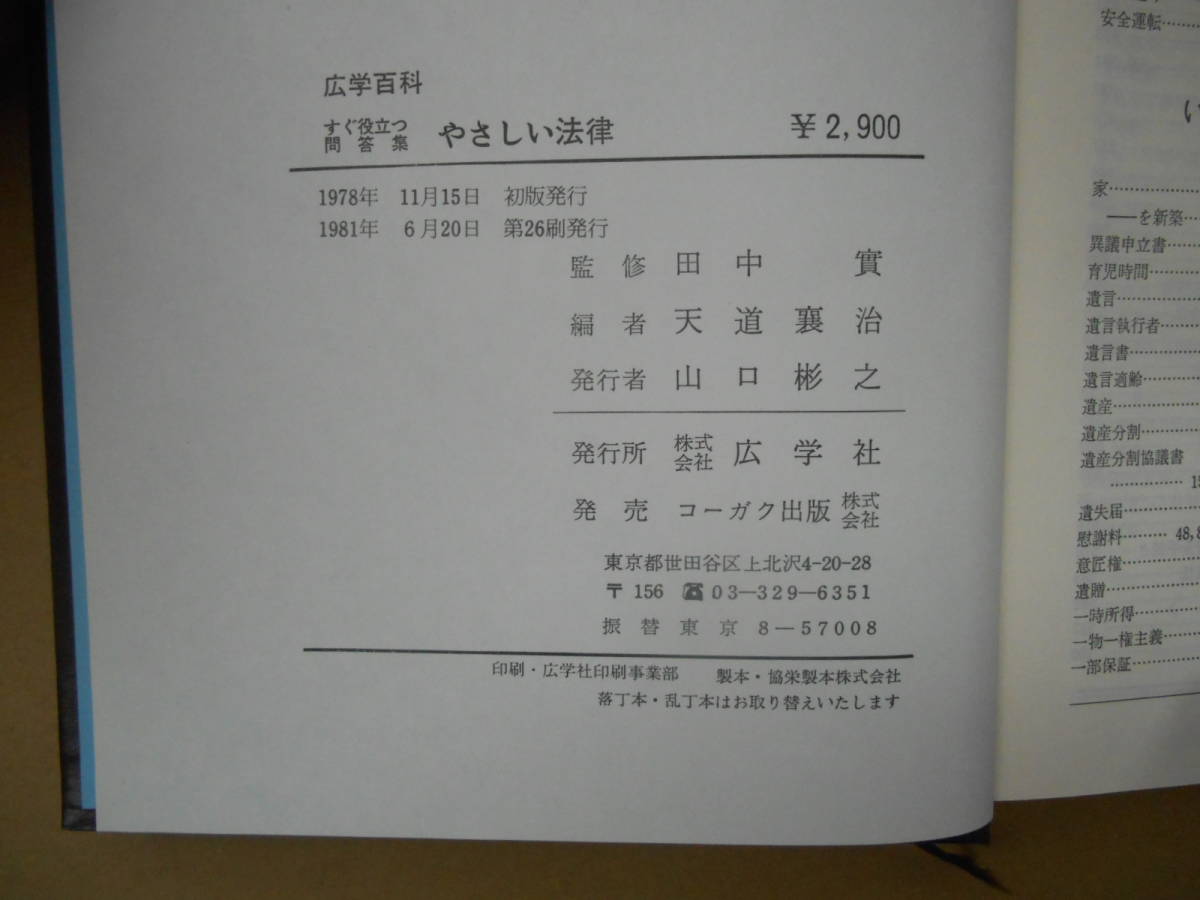 広学百科
すぐ役立つ問答集 やさしい法律 ¥2,900
1978年 11月15日 初版発行
1981年 6月20日 第26刷発行
監修 田中 實
編者 天道襄治
発行者 山口彬之
発行所 株式会社 広学社
発売 コーガク出版 株式会社
東京都世田谷区上北沢4-20-28
〒156 ☎03―329―6351
振替東京 8―57008
印刷・広学社印刷事業部 製本・協栄製本株式会社
落丁本・乱丁本はお取り替えいたします
安全運転……
い
家……
――を新築…
異議申立書……
育児時間……
遺言……
遺言執行者……
遺言書……
遺言適齢……
遺産……
遺産分割……
遺産分割協議書
……………
遺失届……
慰謝料……… 48,
意匠権……
遺贈……
一時所得……
一物一権主義……
一部保証……